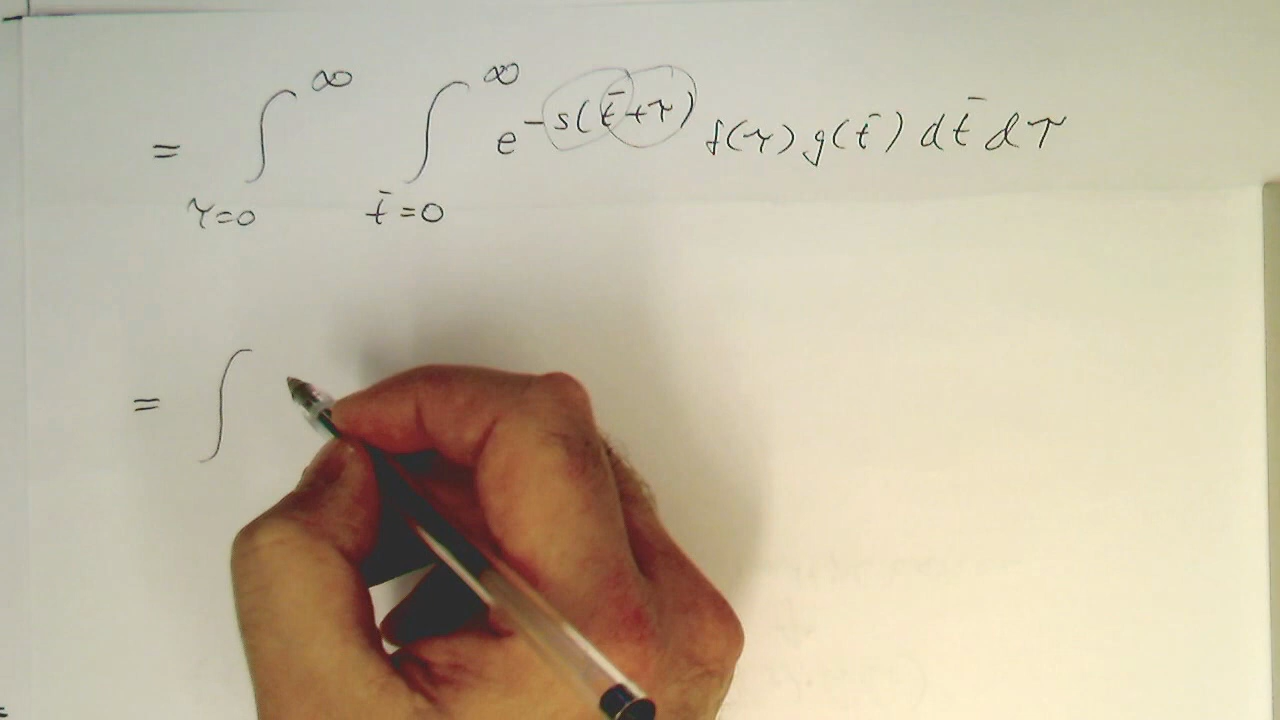 = ∫_{τ=0}^{∞} ∫_{t̄=0}^{∞} e^{-s(t̄+τ)} f(τ) g(t̄) dt̄ dτ
= ∫